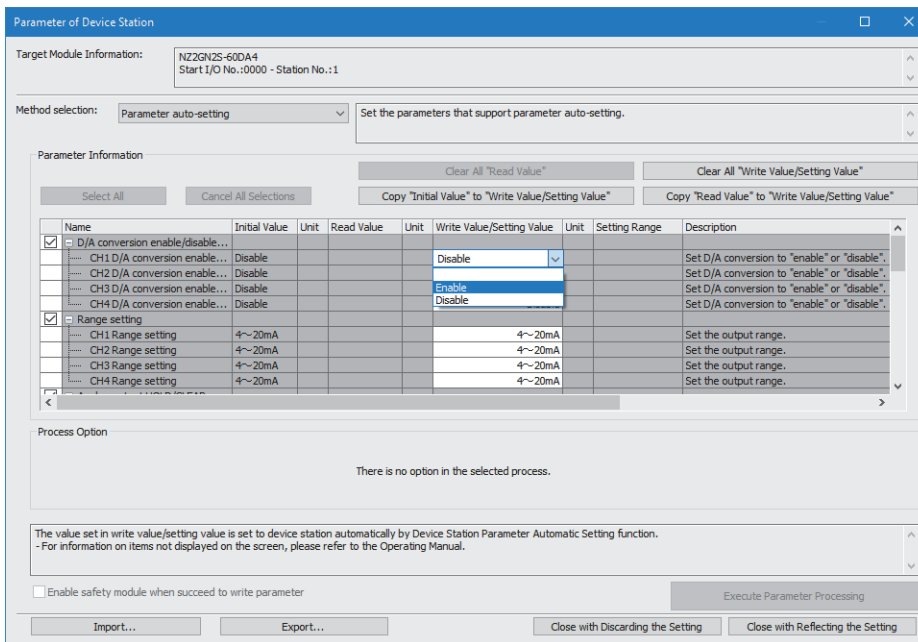 Parameter of Device Station
Target Module Information:
NZ2GN2S-60DA4
Start I/O No.:0000 - Station No.:1
Method selection:
Parameter auto-setting
Set the parameters that support parameter auto-setting.
Parameter Information
Clear All "Read Value"
Clear All "Write Value/Setting Value"
Select All
Cancel All Selections
Copy "Initial Value" to "Write Value/Setting Value"
Copy "Read Value" to "Write Value/Setting Value"
Name Initial Value Unit Read Value Unit Write Value/Setting Value Unit Setting Range Description
D/A conversion enable/disable...
CH1 D/A conversion enable... Disable Disable Set D/A conversion to "enable" or "disable".
CH2 D/A conversion enable... Disable Set D/A conversion to "enable" or "disable".
CH3 D/A conversion enable... Disable Enable Set D/A conversion to "enable" or "disable".
CH4 D/A conversion enable... Disable Disable Set D/A conversion to "enable" or "disable".
Range setting
CH1 Range setting 4~20mA 4~20mA Set the output range.
CH2 Range setting 4~20mA 4~20mA Set the output range.
CH3 Range setting 4~20mA 4~20mA Set the output range.
CH4 Range setting 4~20mA 4~20mA Set the output range.
Process Option
There is no option in the selected process.
The value set in write value/setting value is set to device station automatically by Device Station Parameter Automatic Setting function.
- For information on items not displayed on the screen, please refer to the Operating Manual.
Enable safety module when succeed to write parameter
Execute Parameter Processing
Import...
Export...
Close with Discarding the Setting
Close with Reflecting the Setting